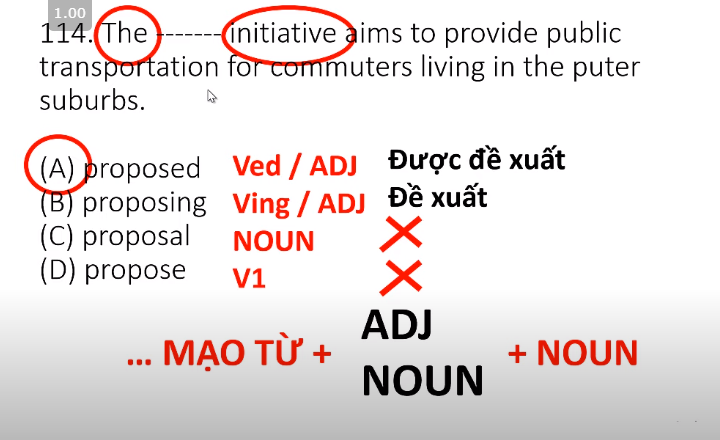 1.00
114. The ------- initiative aims to provide public
transportation for commuters living in the puter
suburbs.
(A) proposed Ved / ADJ Được đề xuất
(B) proposing Ving / ADJ Đề xuất
(C) proposal NOUN
(D) propose V1
ADJ
... MẠO TỪ + + NOUN
NOUN